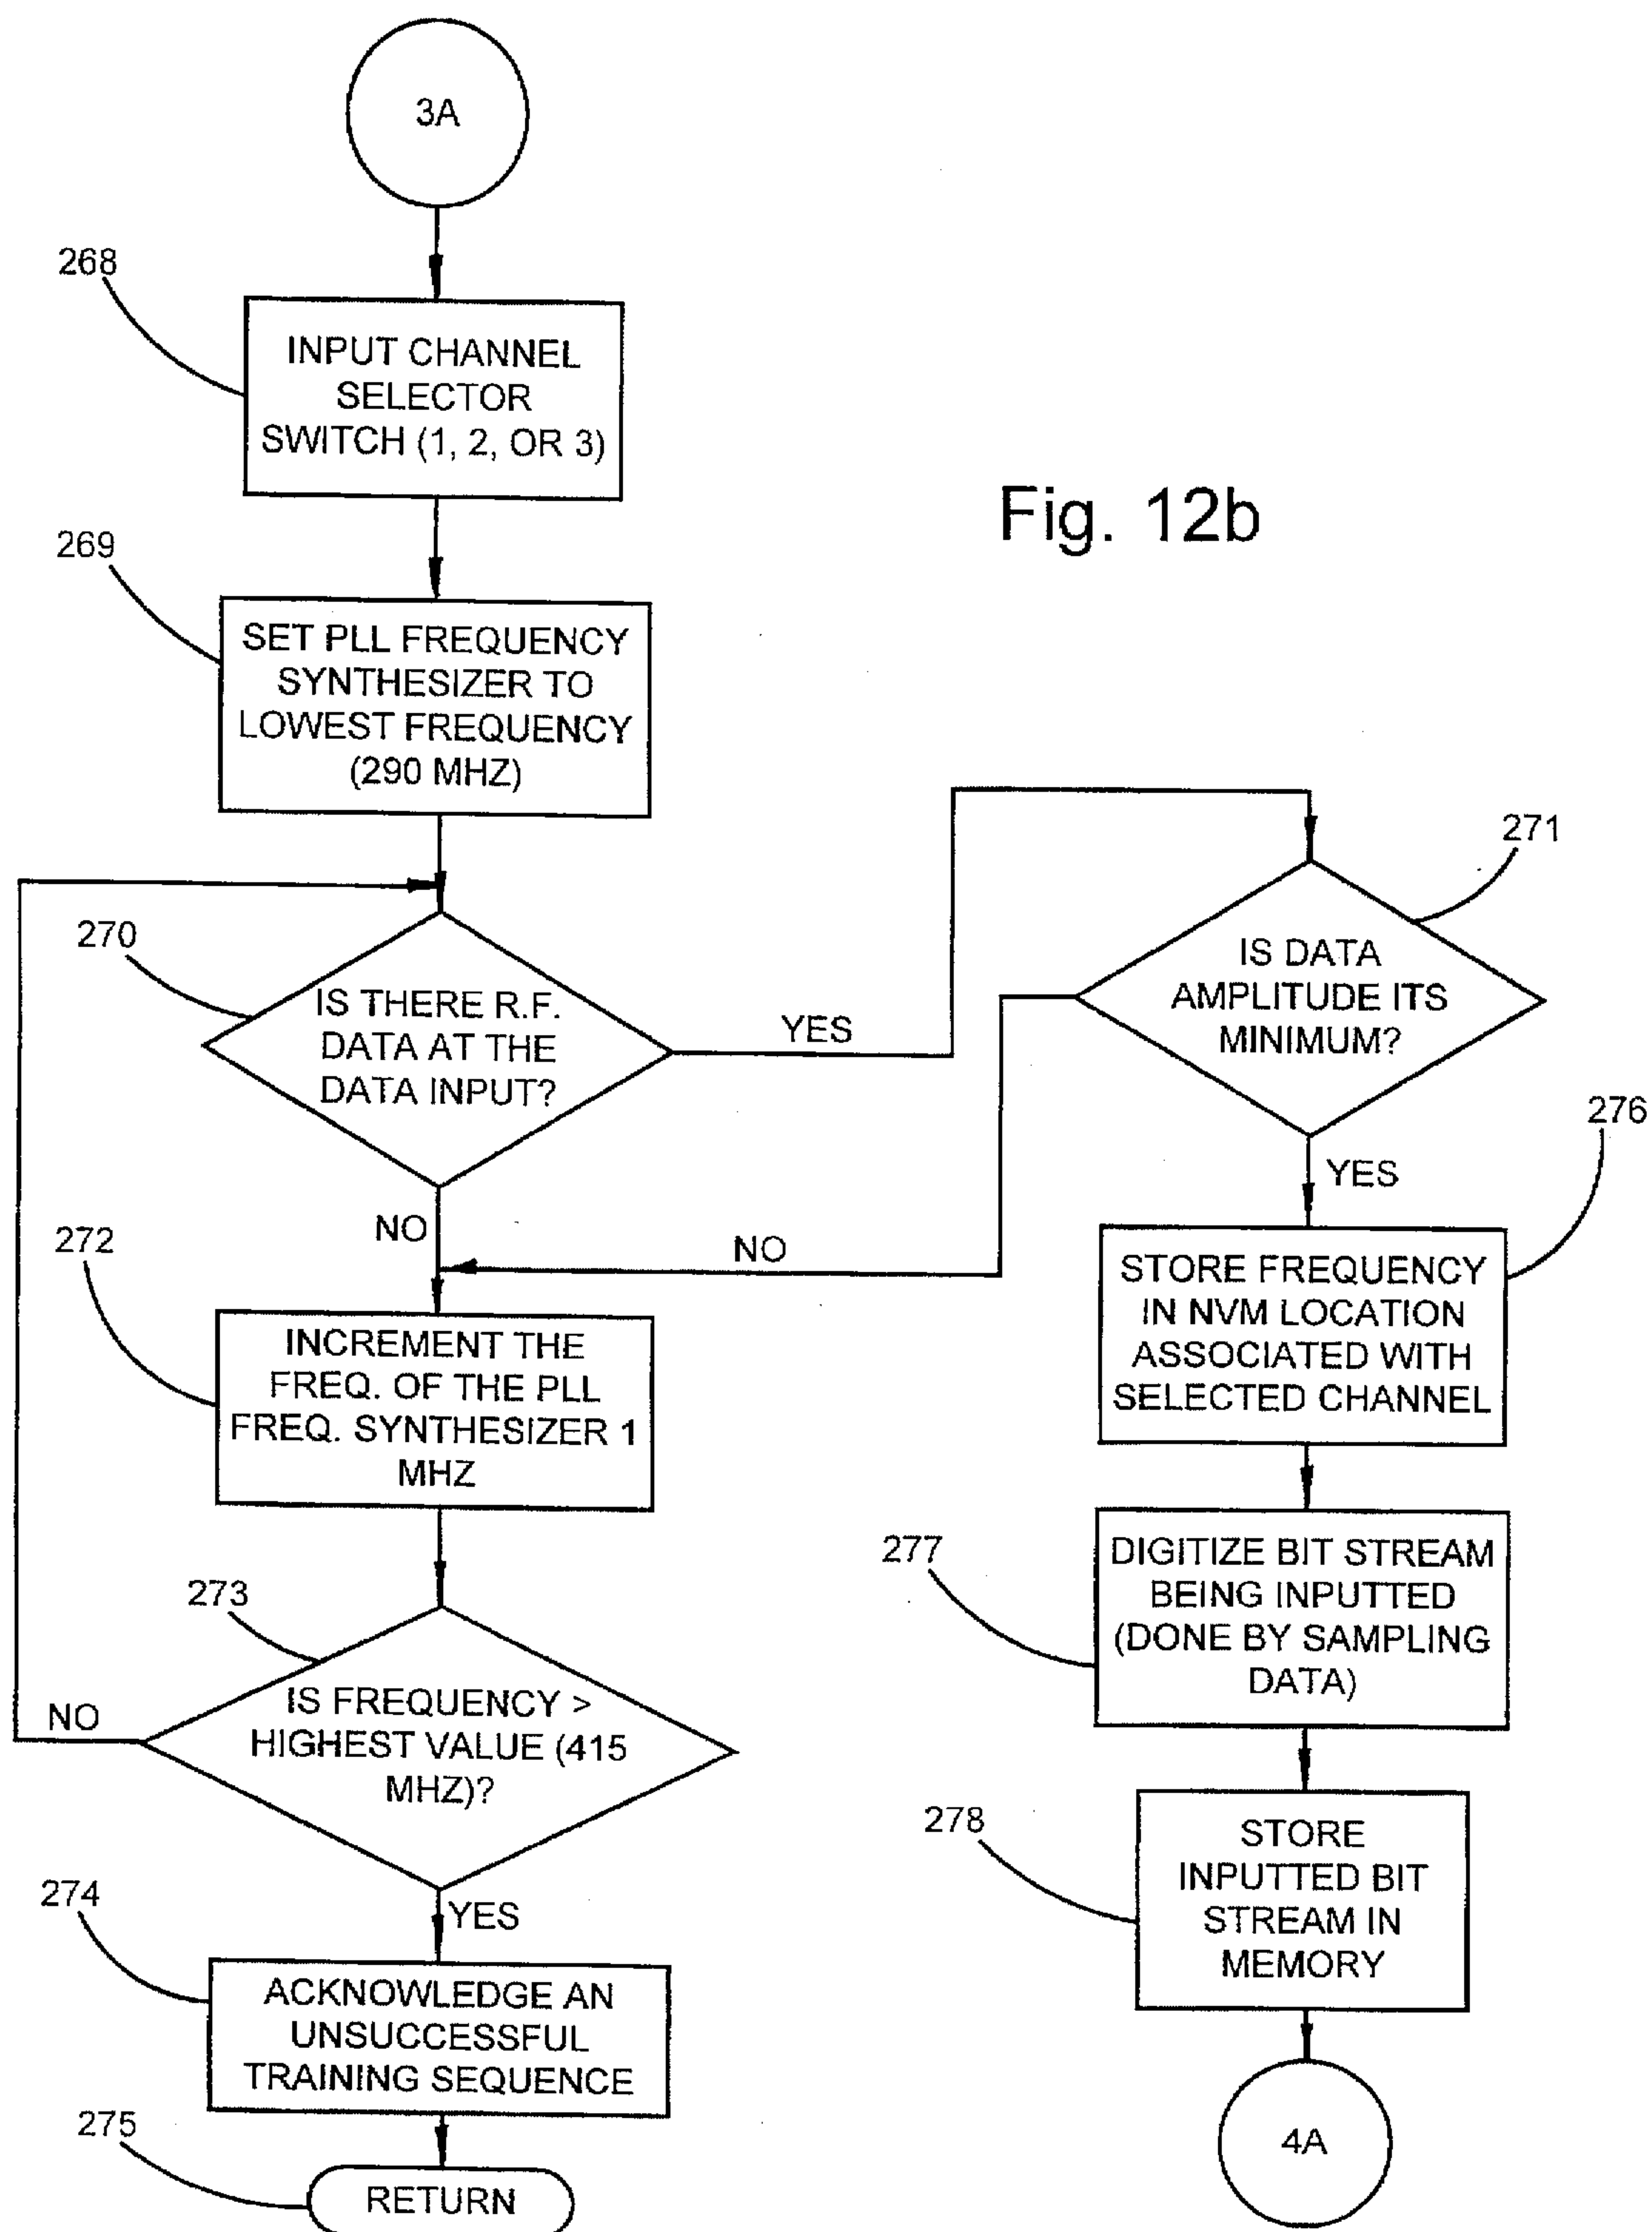 3A
268
INPUT CHANNEL
SELECTOR
SWITCH (1, 2, OR 3)
Fig. 12b
269
SET PLL FREQUENCY
SYNTHESIZER TO
LOWEST FREQUENCY
(290 MHZ)
270
IS THERE R.F.
DATA AT THE
DATA INPUT?
YES
NO
271
IS DATA
AMPLITUDE ITS
MINIMUM?
YES
NO
272
INCREMENT THE
FREQ. OF THE PLL
FREQ. SYNTHESIZER 1
MHZ
273
IS FREQUENCY >
HIGHEST VALUE (415
MHZ)?
NO
YES
274
ACKNOWLEDGE AN
UNSUCCESSFUL
TRAINING SEQUENCE
275
RETURN
276
STORE FREQUENCY
IN NVM LOCATION
ASSOCIATED WITH
SELECTED CHANNEL
277
DIGITIZE BIT STREAM
BEING INPUTTED
(DONE BY SAMPLING
DATA)
278
STORE
INPUTTED BIT
STREAM IN
MEMORY
4A